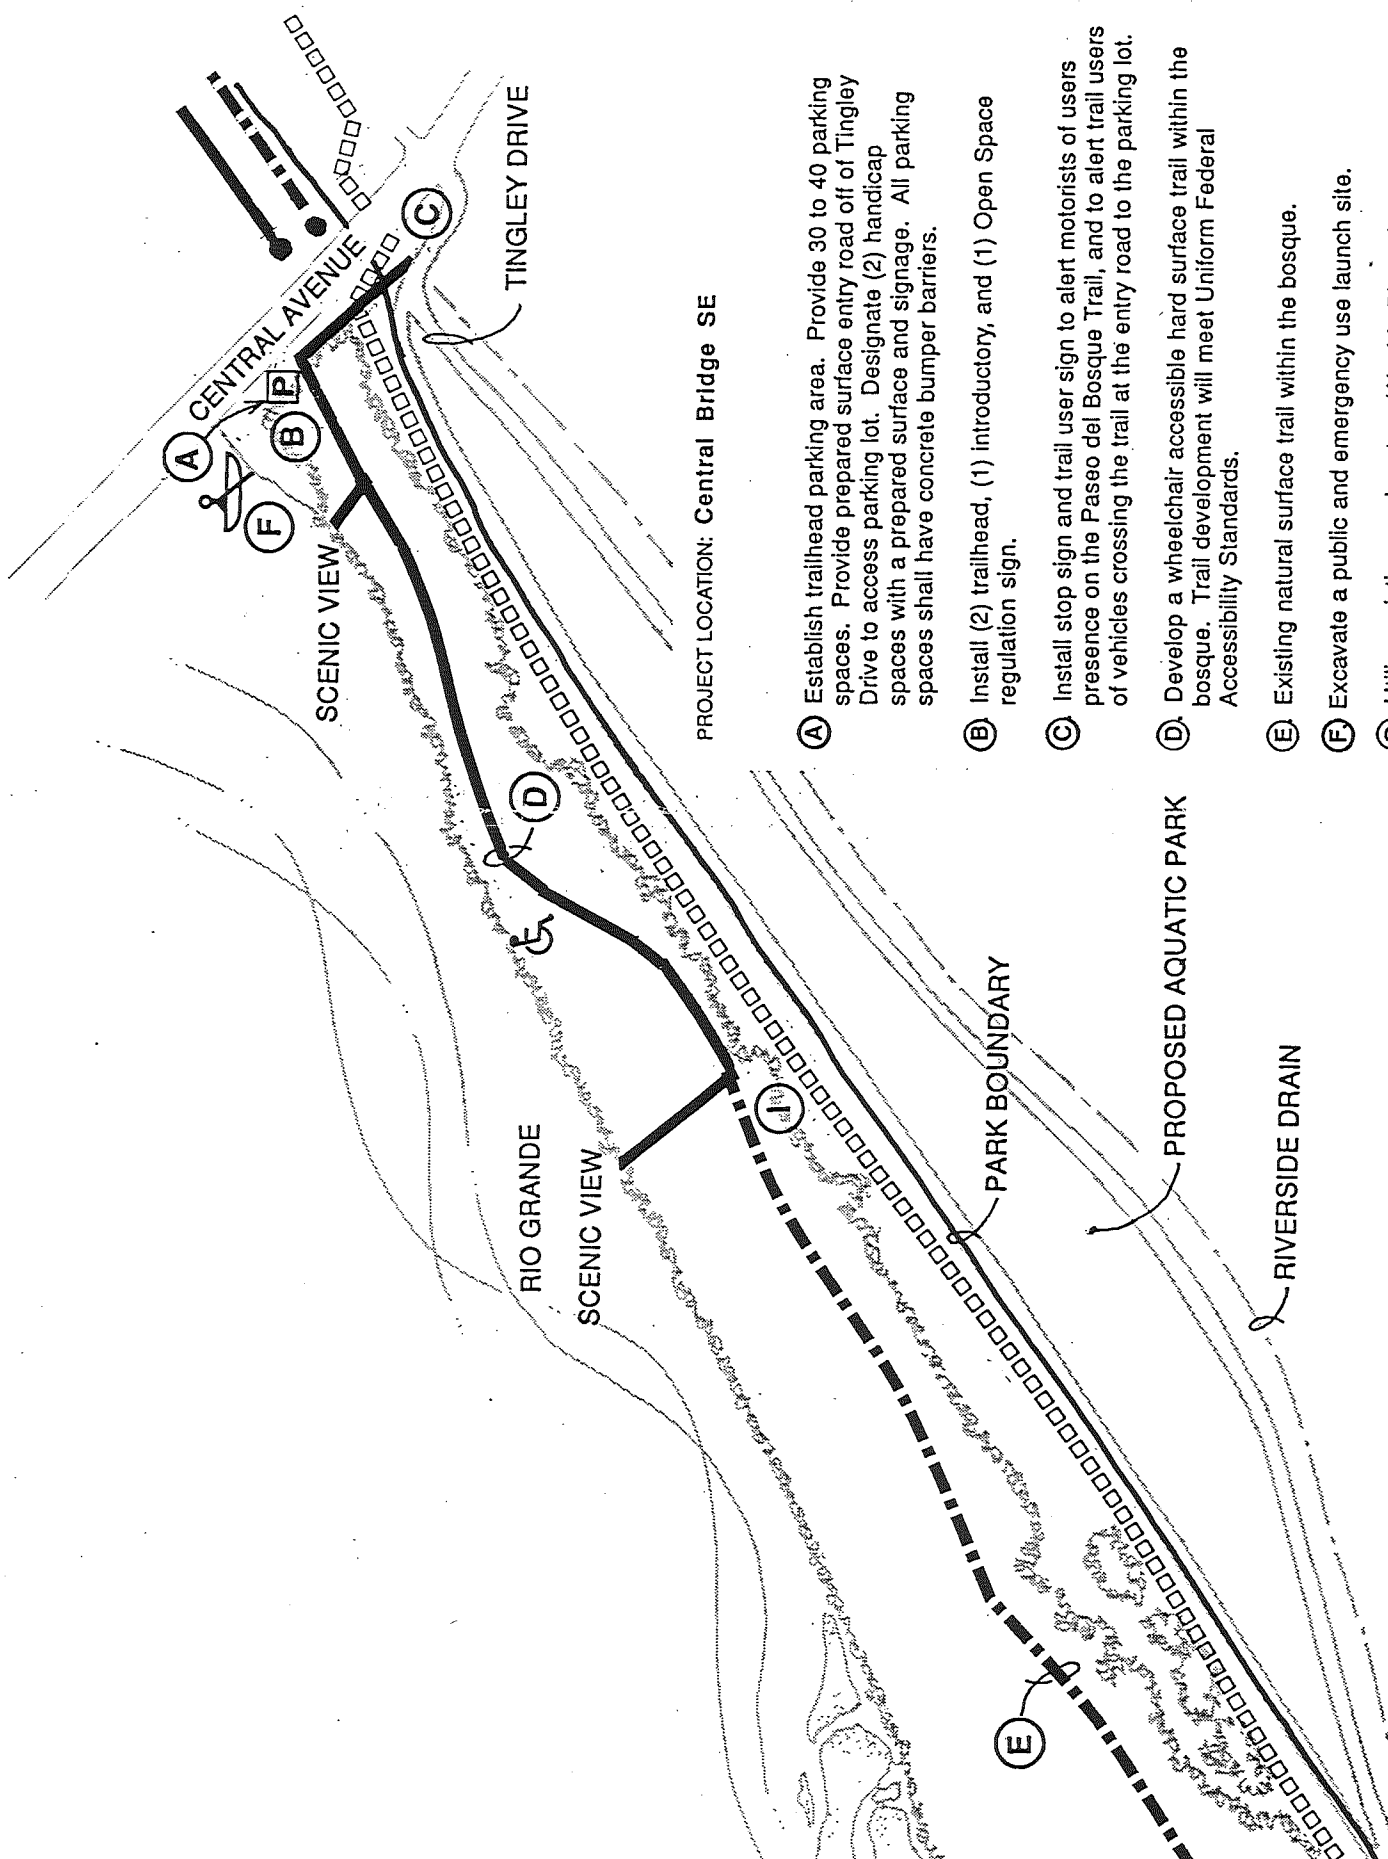 CENTRAL AVENUE
TINGLEY DRIVE
A
P
B
C
F
SCENIC VIEW
D
RIO GRANDE
SCENIC VIEW
I
PARK BOUNDARY
PROPOSED AQUATIC PARK
RIVERSIDE DRAIN
E
PROJECT LOCATION: Central Bridge SE
A Establish trailhead parking area. Provide 30 to 40 parking
spaces. Provide prepared surface entry road off of Tingley
Drive to access parking lot. Designate (2) handicap
spaces with a prepared surface and signage. All parking
spaces shall have concrete bumper barriers.
B. Install (2) trailhead, (1) introductory, and (1) Open Space
regulation sign.
C. Install stop sign and trail user sign to alert motorists of users
presence on the Paseo del Bosque Trail, and to alert trail users
of vehicles crossing the trail at the entry road to the parking lot.
D. Develop a wheelchair accessible hard surface trail within the
bosque. Trail development will meet Uniform Federal
Accessibility Standards.
E. Existing natural surface trail within the bosque.
F. Excavate a public and emergency use launch site.